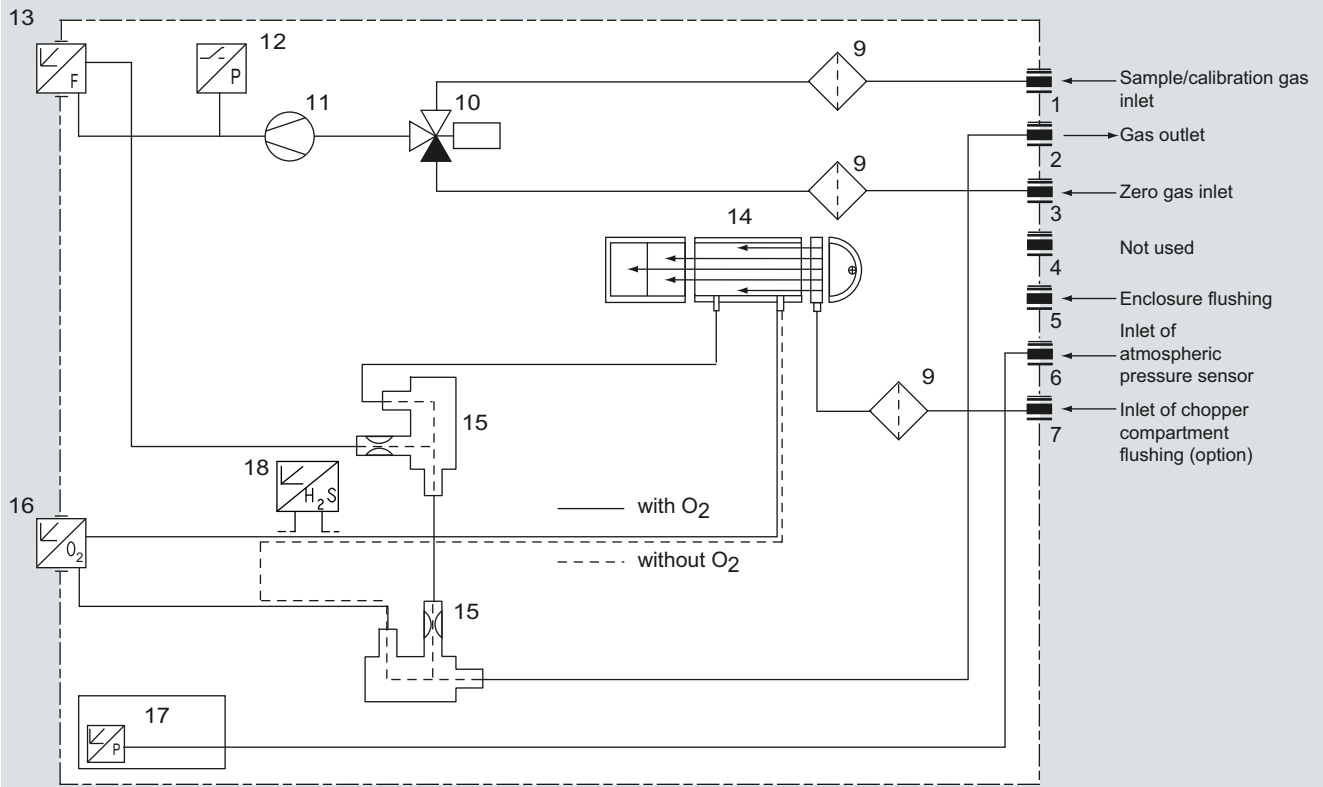 13
F
12
P
11
10
9
1
Sample/calibration gas
inlet
2
Gas outlet
9
3
Zero gas inlet
14
4
Not used
5
Enclosure flushing
6
Inlet of
atmospheric
pressure sensor
9
7
Inlet of chopper
compartment
flushing (option)
15
18
H2S
with O2
16
O2
without O2
15
17
P